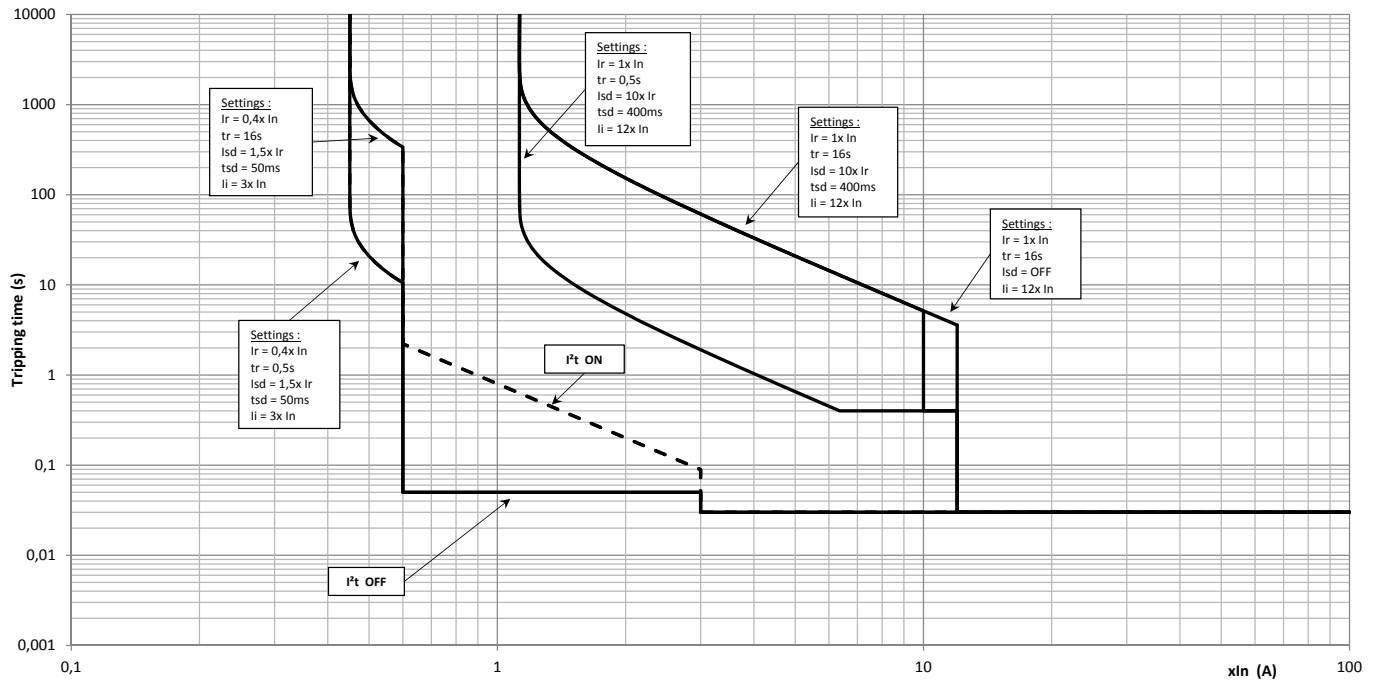 10000
1000
100
10
1
0,1
0,01
0,001
Tripping time (s)
0,1
1
10
100
xIn (A)
Settings :
Ir = 0,4x In
tr = 16s
Isd = 1,5x Ir
tsd = 50ms
Ii = 3x In
Settings :
Ir = 1x In
tr = 0,5s
Isd = 10x Ir
tsd = 400ms
Ii = 12x In
Settings :
Ir = 1x In
tr = 16s
Isd = 10x Ir
tsd = 400ms
Ii = 12x In
Settings :
Ir = 1x In
tr = 16s
Isd = OFF
Ii = 12x In
Settings :
Ir = 0,4x In
tr = 0,5s
Isd = 1,5x Ir
tsd = 50ms
Ii = 3x In
I²t ON
I²t OFF